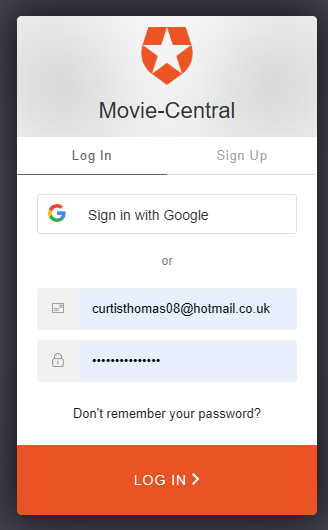 Movie-Central
Log In
Sign Up
Sign in with Google
or
curtisthomas08@hotmail.co.uk
•••••••••••••••
Don't remember your password?
LOG IN